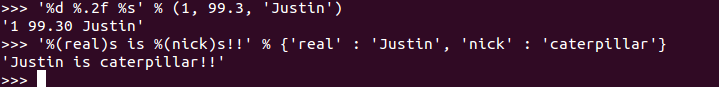 >>> '%d %.2f %s' % (1, 99.3, 'Justin')
'1 99.30 Justin'
>>> '%(real)s is %(nick)s!!' % {'real' : 'Justin', 'nick' : 'caterpillar'}
'Justin is caterpillar!!'
>>>